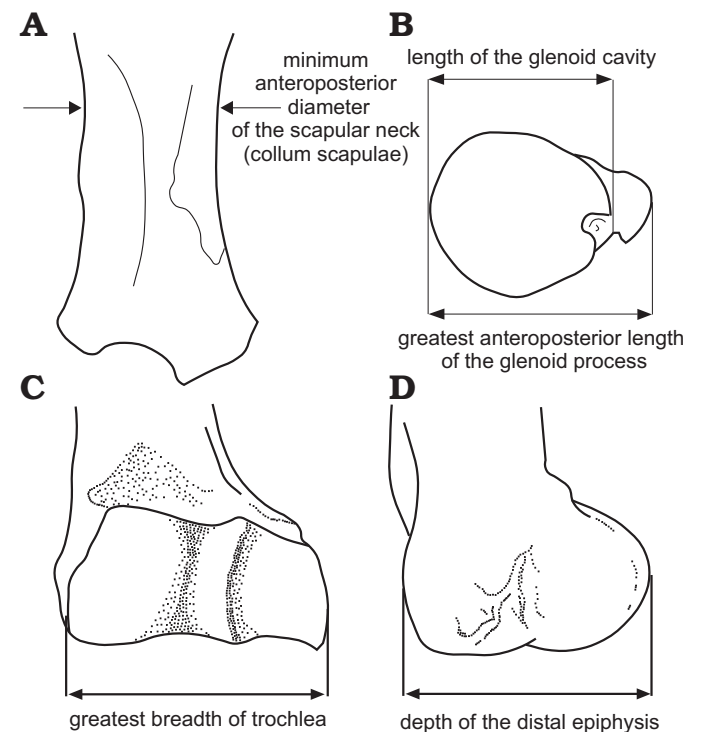 A
minimum
anteroposterior
diameter
of the scapular neck
(collum scapulae)
B
length of the glenoid cavity
greatest anteroposterior length
of the glenoid process
C
greatest breadth of trochlea
D
depth of the distal epiphysis